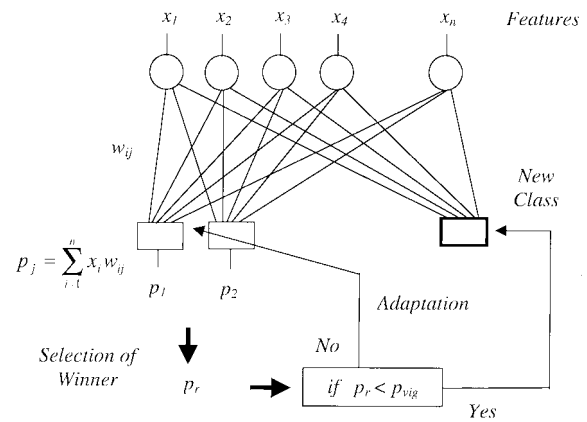 x1 x2 x3 x4 xn Features
wij
New
Class
pj = n∑i=1 xi wij
p1 p2
Adaptation
Selection of
Winner
No
pr
if pr < pvig
Yes